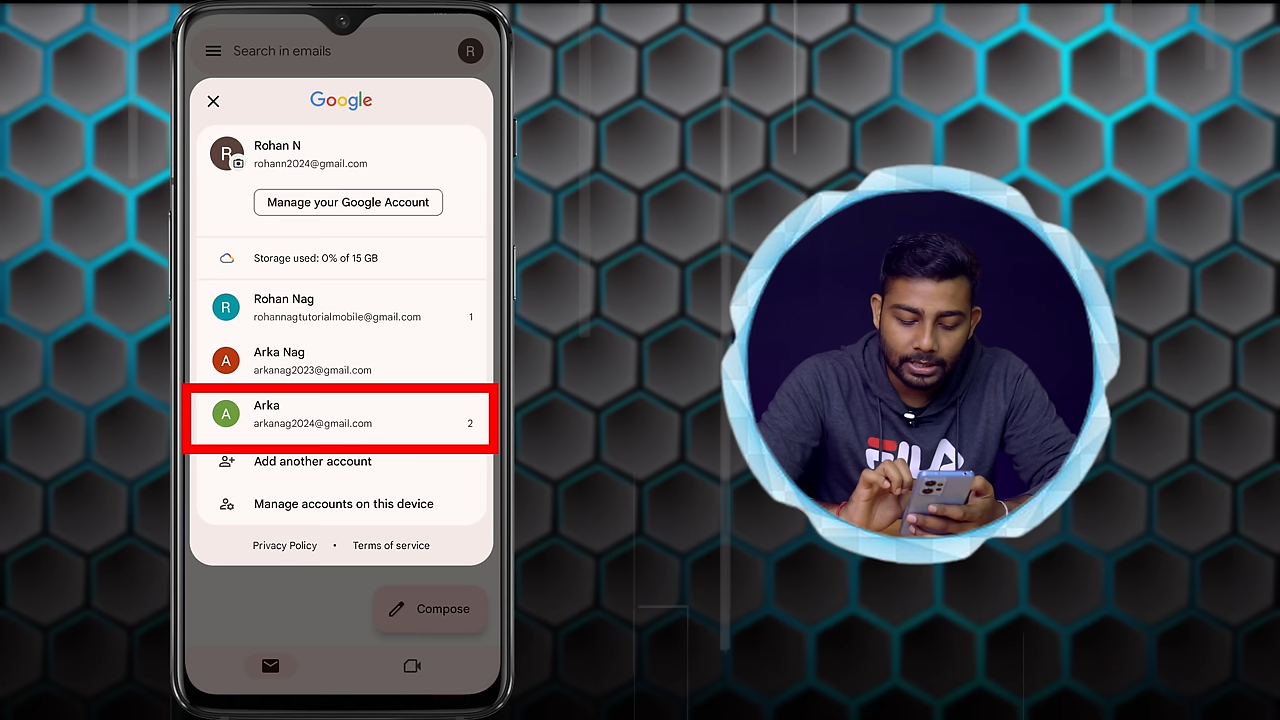 Search in emails
R
Google
R
Rohan N
rohann2024@gmail.com
Manage your Google Account
Storage used: 0% of 15 GB
R
Rohan Nag
rohannagtutorialmobile@gmail.com
1
A
Arka Nag
arkanag2023@gmail.com
A
Arka
arkanag2024@gmail.com
2
Add another account
Manage accounts on this device
Privacy Policy • Terms of service
Compose
FILA